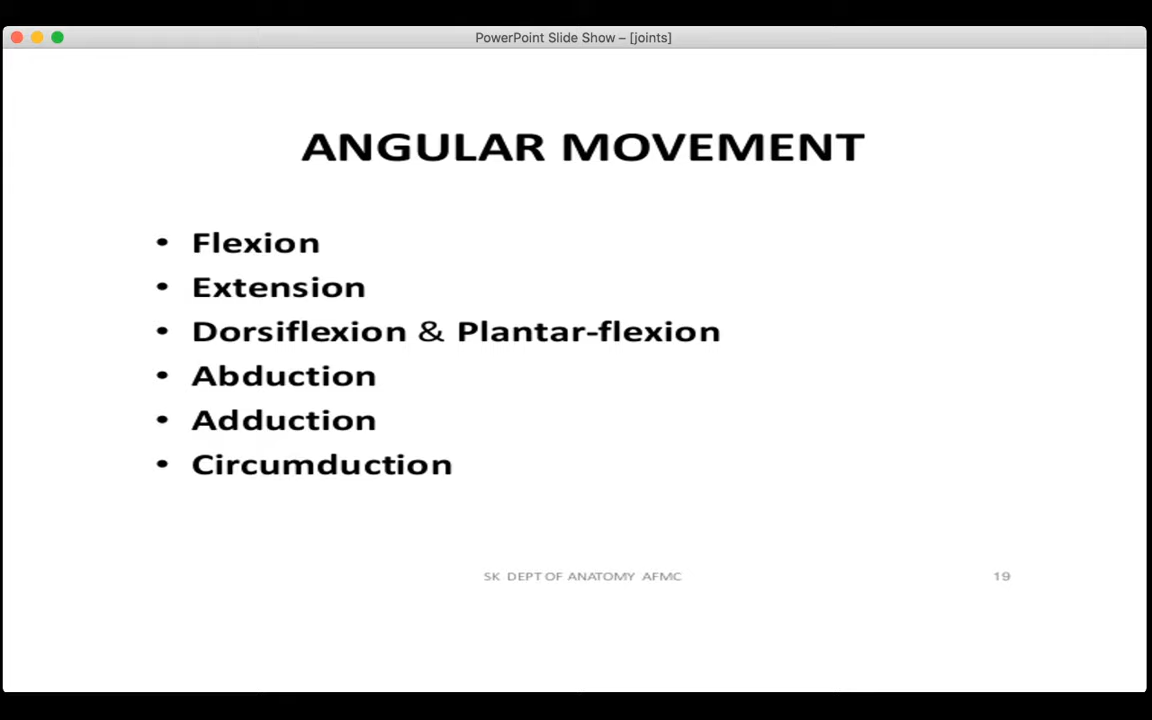 PowerPoint Slide Show – [joints]
ANGULAR MOVEMENT
• Flexion
• Extension
• Dorsiflexion & Plantar-flexion
• Abduction
• Adduction
• Circumduction
SK DEPT OF ANATOMY AFMC
19